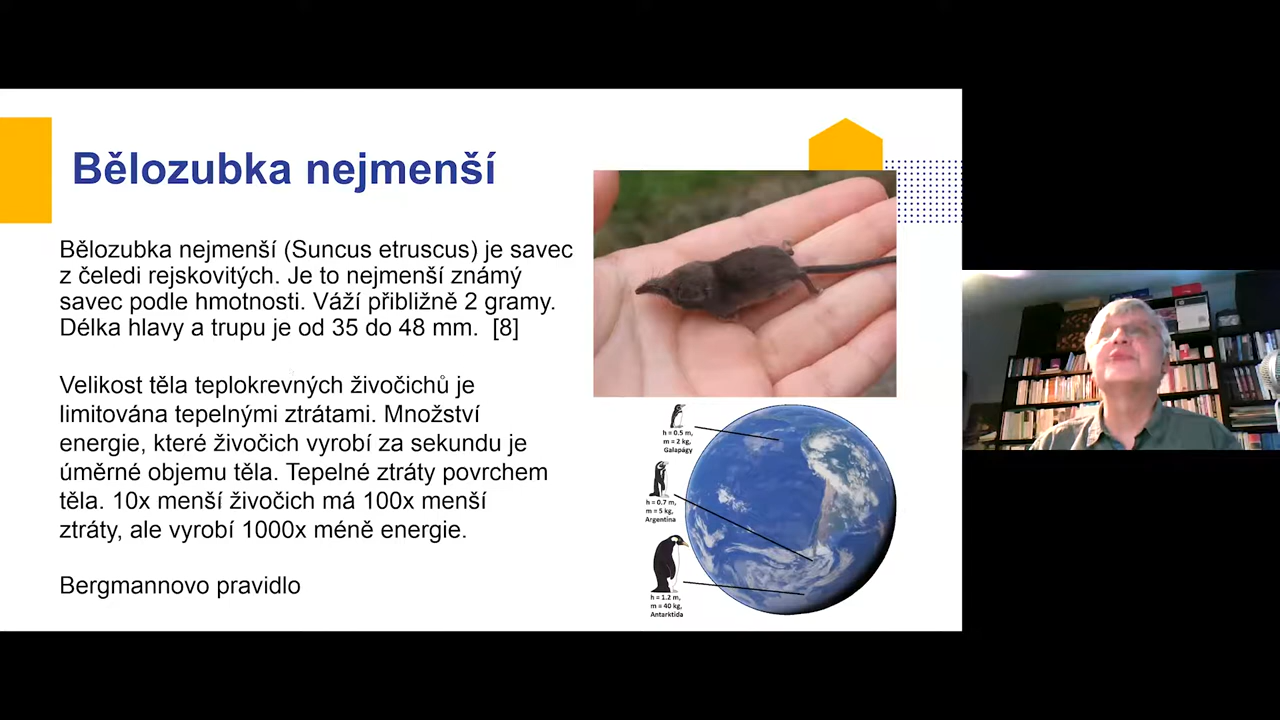 Bělozubka nejmenší
Bělozubka nejmenší (Suncus etruscus) je savec
z čeledi rejskovitých. Je to nejmenší známý
savec podle hmotnosti. Váží přibližně 2 gramy.
Délka hlavy a trupu je od 35 do 48 mm. [8]
Velikost těla teplokrevných živočichů je
limitována tepelnými ztrátami. Množství
energie, které živočich vyrobí za sekundu je
úměrné objemu těla. Tepelné ztráty povrchem
těla. 10x menší živočich má 100x menší
ztráty, ale vyrobí 1000x méně energie.
Bergmannovo pravidlo
h = 0.5 m,
m = 2 kg,
Galapágy
h = 0.7 m,
m = 5 kg,
Argentina
h = 1.2 m,
m = 40 kg,
Antarktida